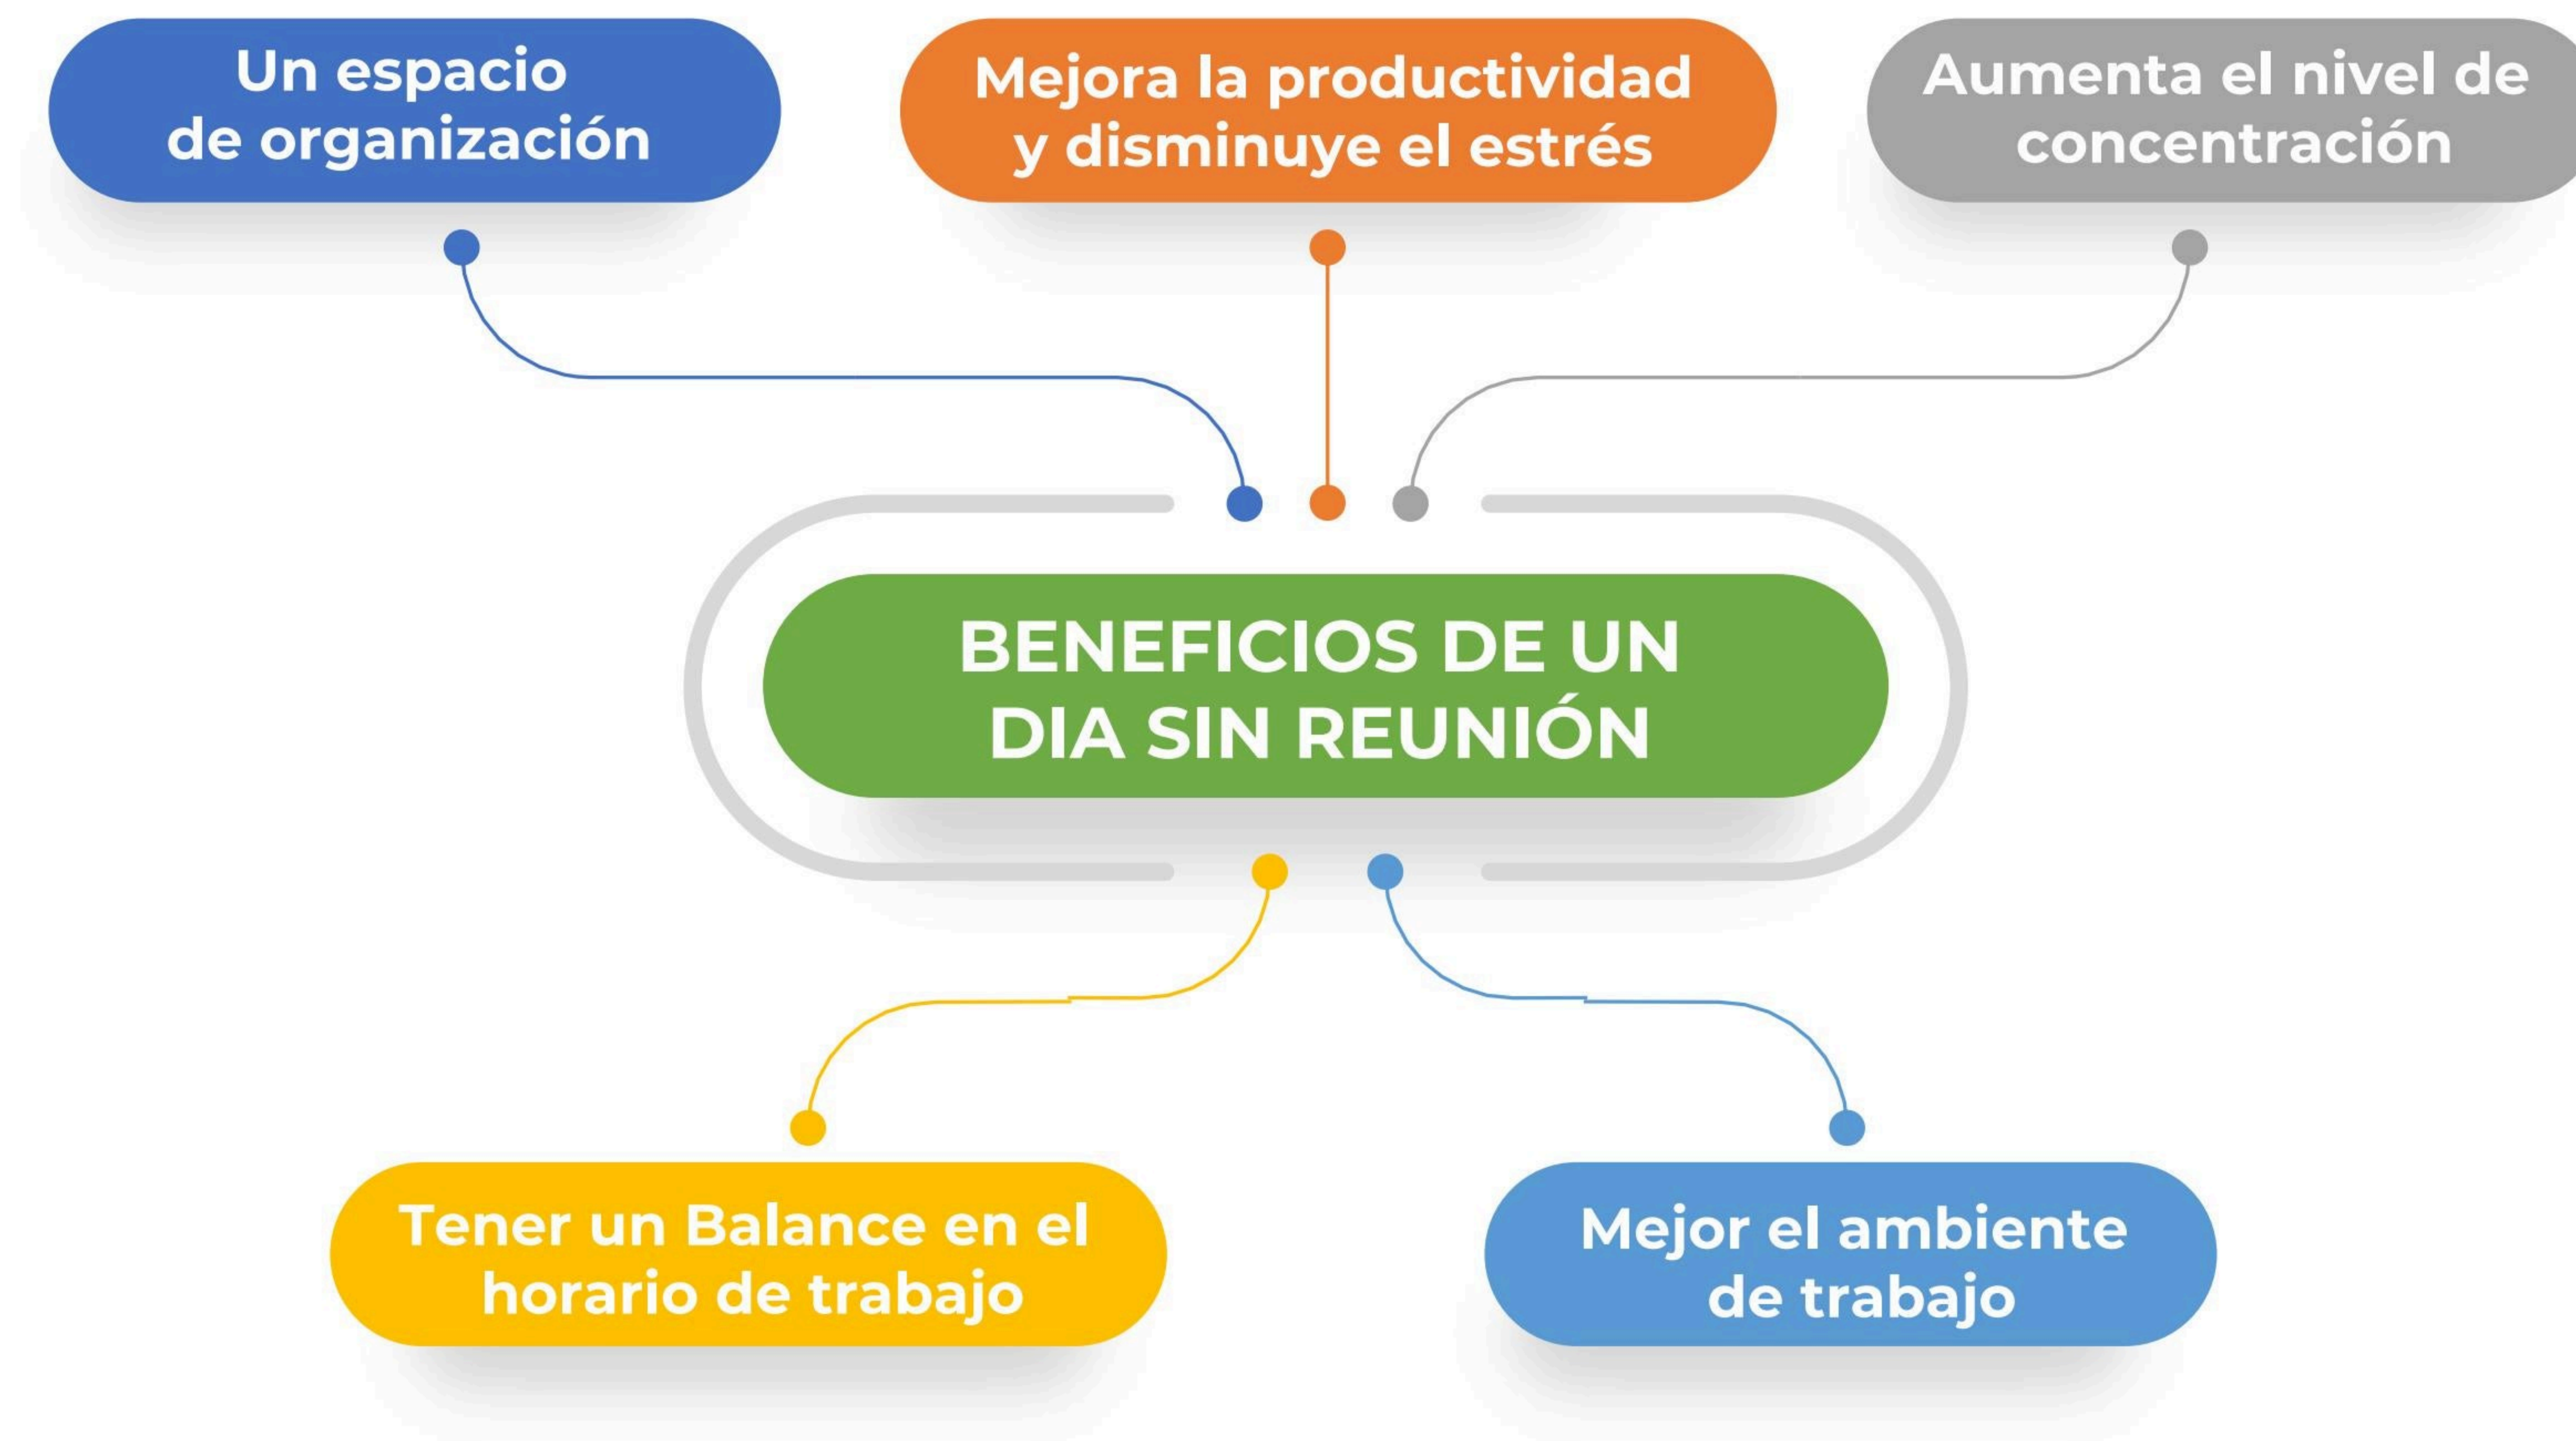 Un espacio
de organización
Mejora la productividad
y disminuye el estrés
Aumenta el nivel de
concentración
BENEFICIOS DE UN
DIA SIN REUNIÓN
Tener un Balance en el
horario de trabajo
Mejor el ambiente
de trabajo